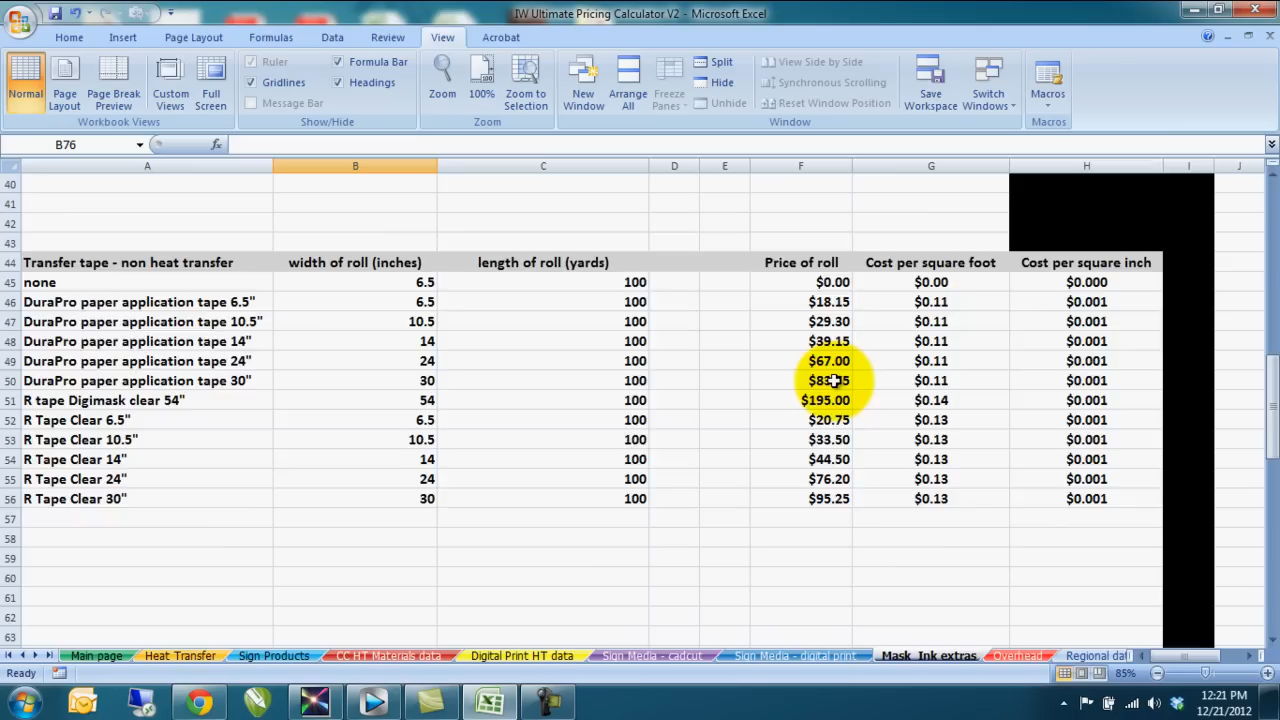 IW Ultimate Pricing Calculator V2 - Microsoft Excel
Home Insert Page Layout Formulas Data Review View Acrobat
Normal
Page Layout
Page Break Preview
Custom Views
Full Screen
Workbook Views
Ruler
Formula Bar
Gridlines
Headings
Message Bar
Show/Hide
Zoom
100%
Zoom to Selection
Zoom
New Window
Arrange All
Freeze Panes
Split
Hide
Unhide
View Side by Side
Synchronous Scrolling
Reset Window Position
Window
Save Workspace
Switch Windows
Macros
Macros
B76
A B C D E F G H I J
40
41
42
43
44 Transfer tape - non heat transfer width of roll (inches) length of roll (yards) Price of roll Cost per square foot Cost per square inch
45 none 6.5 100 $0.00 $0.00 $0.000
46 DuraPro paper application tape 6.5" 6.5 100 $18.15 $0.11 $0.001
47 DuraPro paper application tape 10.5" 10.5 100 $29.30 $0.11 $0.001
48 DuraPro paper application tape 14" 14 100 $39.15 $0.11 $0.001
49 DuraPro paper application tape 24" 24 100 $67.00 $0.11 $0.001
50 DuraPro paper application tape 30" 30 100 $0.11 $0.001
51 R tape Digimask clear 54" 54 100 $195.00 $0.14 $0.001
52 R Tape Clear 6.5" 6.5 100 $20.75 $0.13 $0.001
53 R Tape Clear 10.5" 10.5 100 $33.50 $0.13 $0.001
54 R Tape Clear 14" 14 100 $44.50 $0.13 $0.001
55 R Tape Clear 24" 24 100 $76.20 $0.13 $0.001
56 R Tape Clear 30" 30 100 $95.25 $0.13 $0.001
57
58
59
60
61
62
63
Main page Heat Transfer Sign Products CC HT Materials data Digital Print HT data Sign Media - cadcut Sign Media - digital print Mask_Ink extras Overhead Regional dat
Ready 85%
12:21 PM
12/21/2012